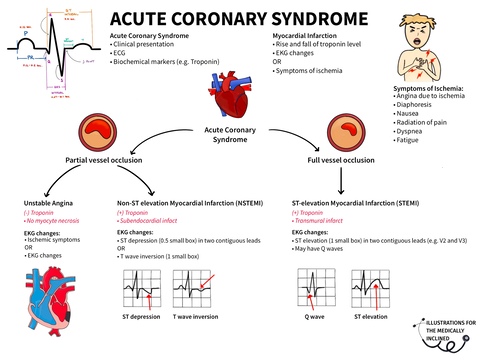 ACUTE CORONARY SYNDROME
Acute Coronary Syndrome
• Clinical presentation
• ECG
• Biochemical markers (e.g. Troponin)
Myocardial Infarction
• Rise and fall of troponin level
• EKG changes
OR
• Symptoms of ischemia
Symptoms of Ischemia:
• Angina due to ischemia
• Diaphoresis
• Nausea
• Radiation of pain
• Dyspnea
• Fatigue
P
PR
Acute Coronary
Syndrome
Partial vessel occlusion
Full vessel occlusion
Unstable Angina
(-) Troponin
• No myocyte necrosis
EKG changes:
• Ischemic symptoms
OR
• EKG changes
Non-ST elevation Myocardial Infarction (NSTEMI)
(+) Troponin
• Subendocardial infact
EKG changes:
• ST depression (0.5 small box) in two contiguous leads
OR
• T wave inversion (1 small box)
ST depression
T wave inversion
ST-elevation Myocardial Infarction (STEMI)
(+) Troponin
• Transmural infarct
EKG changes:
• ST elevation (1 small box) in two contiguous leads (e.g. V2 and V3)
• May have Q waves
Q wave
ST elevation
ILLUSTRATIONS FOR
THE MEDICALLY
INCLINED